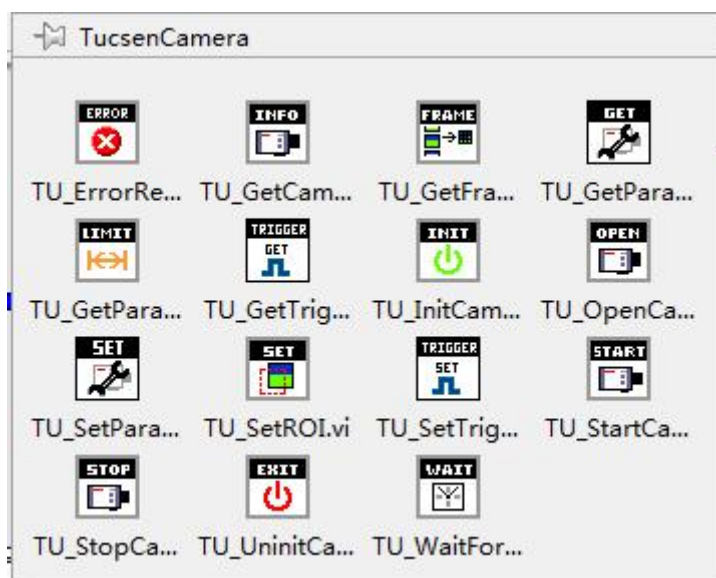 TucsenCamera
ERROR INFO FRAME GET
TU_ErrorRe... TU_GetCam... TU_GetFra... TU_GetPara...
LIMIT TRIGGER GET INIT OPEN
TU_GetPara... TU_GetTrig... TU_InitCam... TU_OpenCa...
SET SET TRIGGER SET START
TU_SetPara... TU_SetROI.vi TU_SetTrig... TU_StartCa...
STOP EXIT WAIT
TU_StopCa... TU_UninitCa... TU_WaitFor...